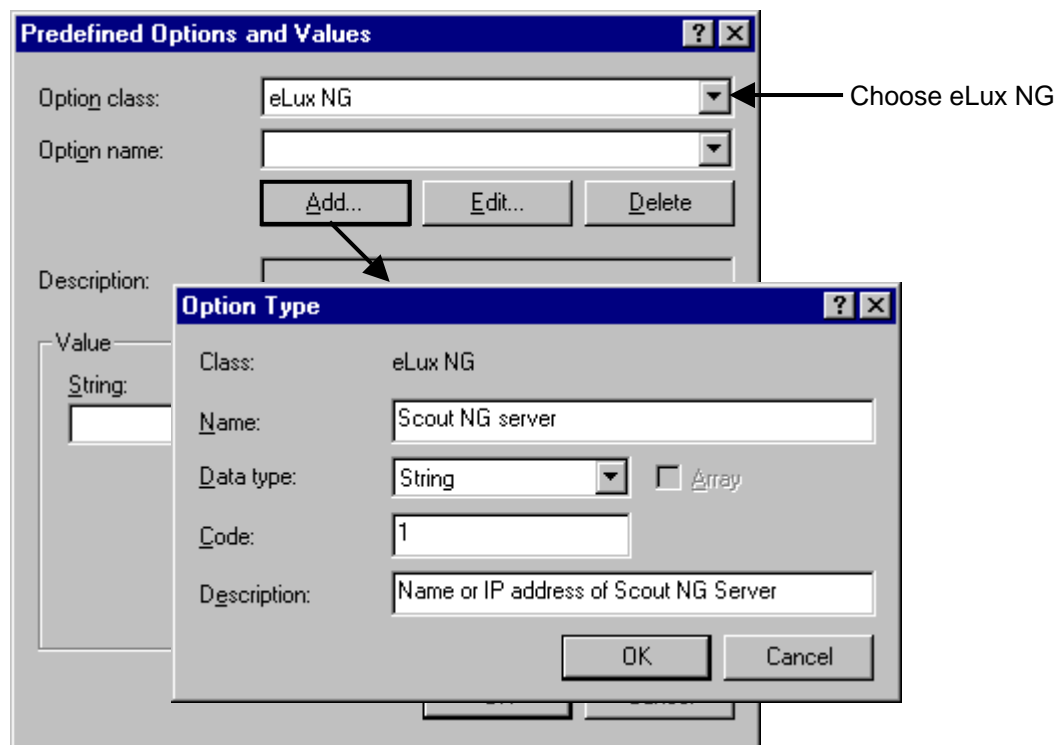 Predefined Options and Values
Option class: eLux NG
Choose eLux NG
Option name:
Add... Edit... Delete
Description:
Option Type
Value
Class: eLux NG
String:
Name: Scout NG server
Data type: String Array
Code: 1
Description: Name or IP address of Scout NG Server
OK Cancel